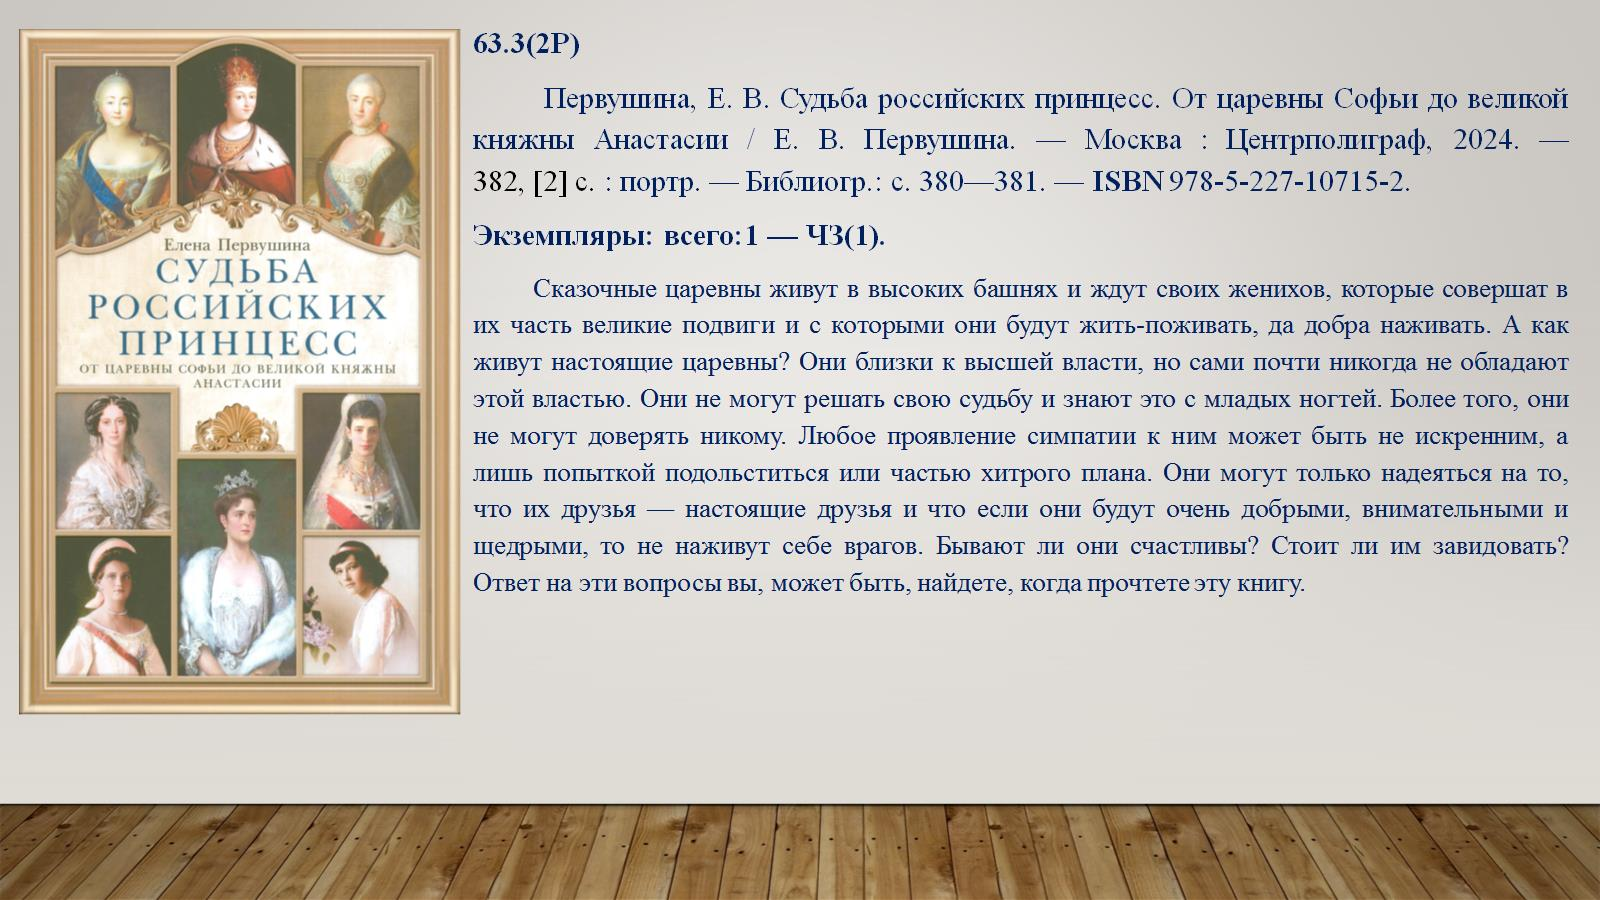 Елена Первушина
СУДЬБА
РОССИЙСКИХ
ПРИНЦЕСС
ОТ ЦАРЕВНЫ СОФЬИ ДО ВЕЛИКОЙ КНЯЖНЫ
АНАСТАСИИ
63.3(2Р)
Первушина, Е. В. Судьба российских принцесс. От царевны Софьи до великой
княжны Анастасии / Е. В. Первушина. — Москва : Центрполиграф, 2024. —
382, [2] с. : портр. — Библиогр.: с. 380—381. — ISBN 978-5-227-10715-2.
Экземпляры: всего:1 — ЧЗ(1).
Сказочные царевны живут в высоких башнях и ждут своих женихов, которые совершат в
их часть великие подвиги и с которыми они будут жить-поживать, да добра наживать. А как
живут настоящие царевны? Они близки к высшей власти, но сами почти никогда не обладают
этой властью. Они не могут решать свою судьбу и знают это с младых ногтей. Более того, они
не могут доверять никому. Любое проявление симпатии к ним может быть не искренним, а
лишь попыткой подольститься или частью хитрого плана. Они могут только надеяться на то,
что их друзья — настоящие друзья и что если они будут очень добрыми, внимательными и
щедрыми, то не наживут себе врагов. Бывают ли они счастливы? Стоит ли им завидовать?
Ответ на эти вопросы вы, может быть, найдете, когда прочтете эту книгу.